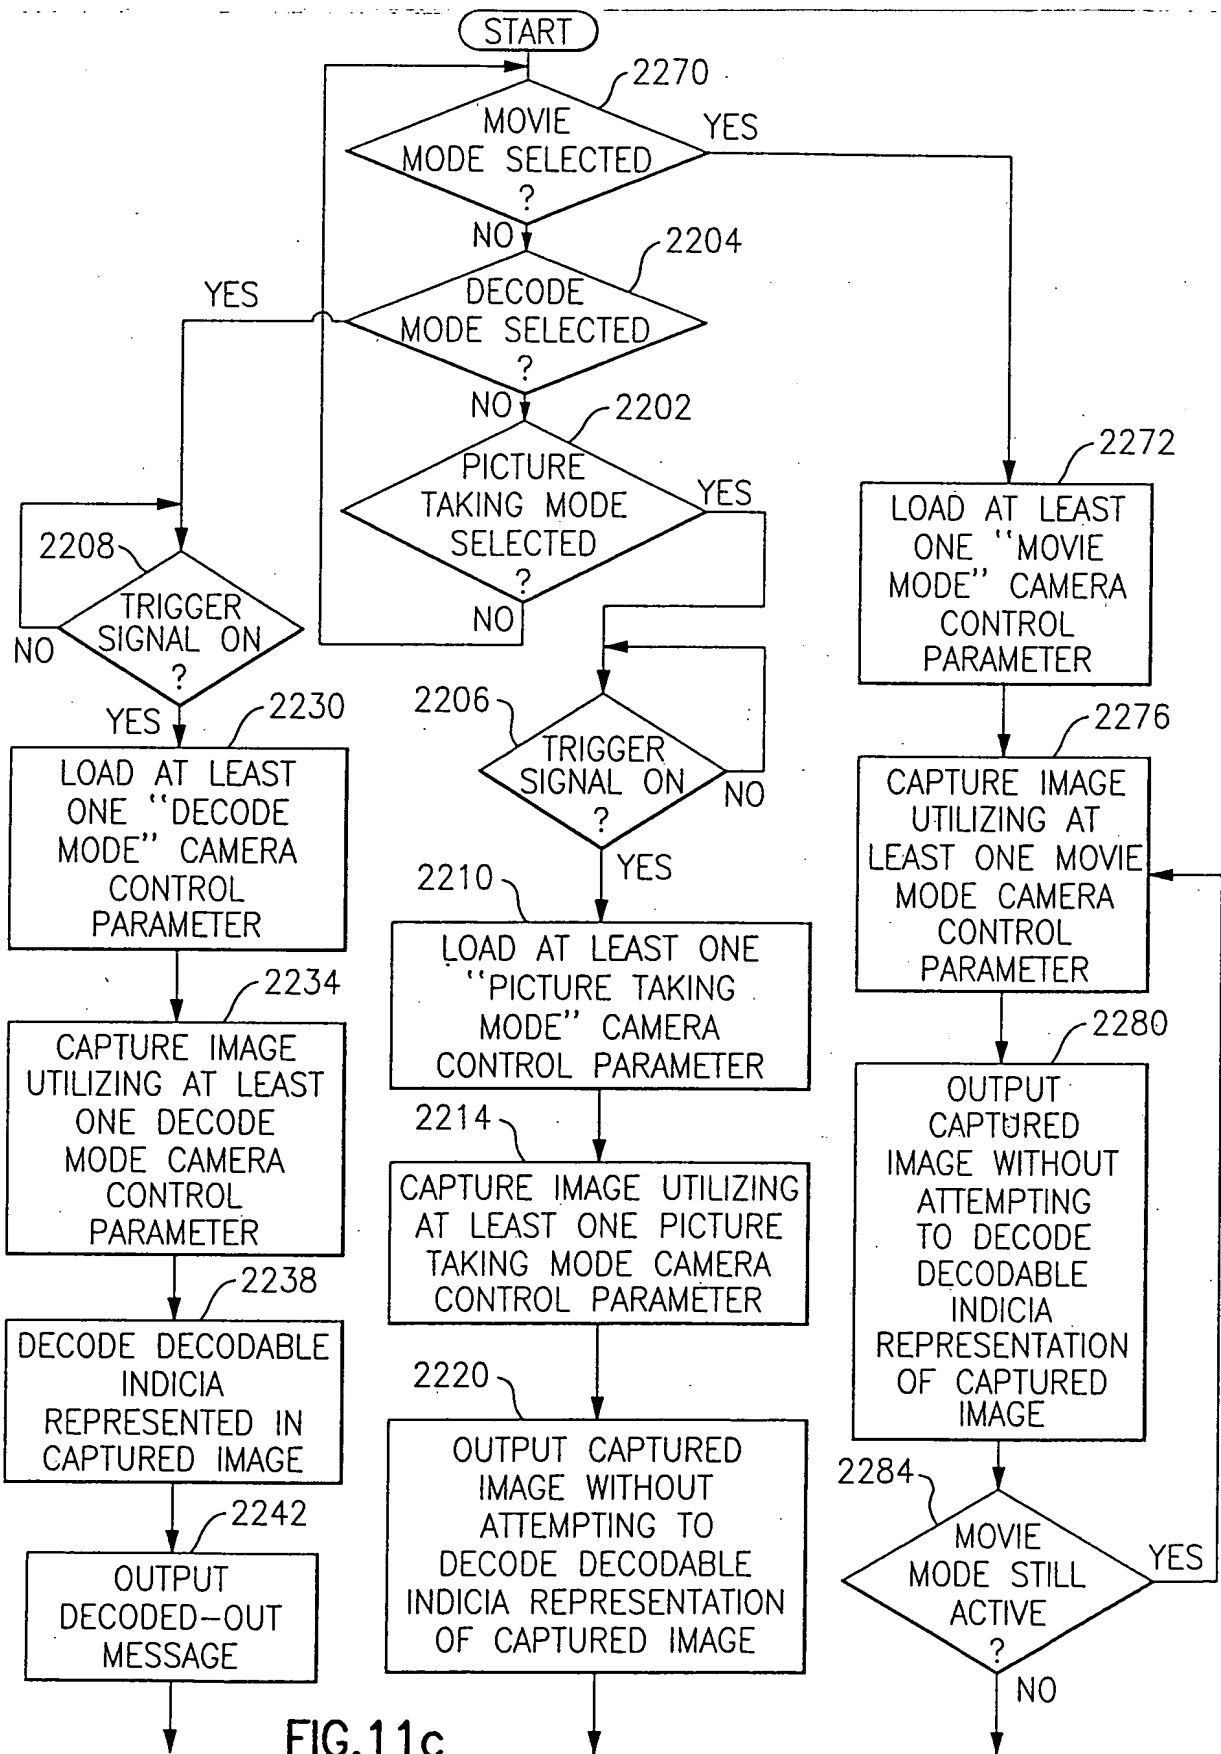 START
2270
MOVIE
MODE SELECTED
?
YES
NO
2204
DECODE
MODE SELECTED
?
YES
NO
2202
PICTURE
TAKING MODE
SELECTED
?
YES
NO
2208
TRIGGER
SIGNAL ON
?
NO
YES
2230
LOAD AT LEAST
ONE "DECODE
MODE" CAMERA
CONTROL
PARAMETER
2234
CAPTURE IMAGE
UTILIZING AT LEAST
ONE DECODE
MODE CAMERA
CONTROL
PARAMETER
2238
DECODE DECODABLE
INDICIA
REPRESENTED IN
CAPTURED IMAGE
2242
OUTPUT
DECODED-OUT
MESSAGE
2206
TRIGGER
SIGNAL ON
?
NO
YES
2210
LOAD AT LEAST ONE
"PICTURE TAKING
MODE" CAMERA
CONTROL PARAMETER
2214
CAPTURE IMAGE UTILIZING
AT LEAST ONE PICTURE
TAKING MODE CAMERA
CONTROL PARAMETER
2220
OUTPUT CAPTURED
IMAGE WITHOUT
ATTEMPTING TO
DECODE DECODABLE
INDICIA REPRESENTATION
OF CAPTURED IMAGE
2272
LOAD AT LEAST
ONE "MOVIE
MODE" CAMERA
CONTROL
PARAMETER
2276
CAPTURE IMAGE
UTILIZING AT
LEAST ONE MOVIE
MODE CAMERA
CONTROL
PARAMETER
2280
OUTPUT
CAPTURED
IMAGE WITHOUT
ATTEMPTING
TO DECODE
DECODABLE
INDICIA
REPRESENTATION
OF CAPTURED
IMAGE
2284
MOVIE
MODE STILL
ACTIVE
?
YES
NO
FIG.11c